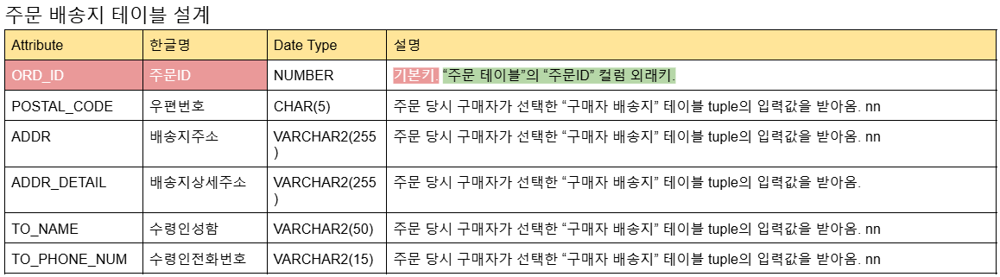 주문 배송지 테이블 설계
Attribute 한글명 Date Type 설명
ORD_ID 주문ID NUMBER 기본키. “주문 테이블”의 “주문ID” 컬럼 외래키.
POSTAL_CODE 우편번호 CHAR(5) 주문 당시 구매자가 선택한 “구매자 배송지” 테이블 tuple의 입력값을 받아옴. nn
ADDR 배송지주소 VARCHAR2(255 주문 당시 구매자가 선택한 “구매자 배송지” 테이블 tuple의 입력값을 받아옴. nn
)
ADDR_DETAIL 배송지상세주소 VARCHAR2(255 주문 당시 구매자가 선택한 “구매자 배송지” 테이블 tuple의 입력값을 받아옴.
)
TO_NAME 수령인성함 VARCHAR2(50) 주문 당시 구매자가 선택한 “구매자 배송지” 테이블 tuple의 입력값을 받아옴. nn
TO_PHONE_NUM 수령인전화번호 VARCHAR2(15) 주문 당시 구매자가 선택한 “구매자 배송지” 테이블 tuple의 입력값을 받아옴. nn